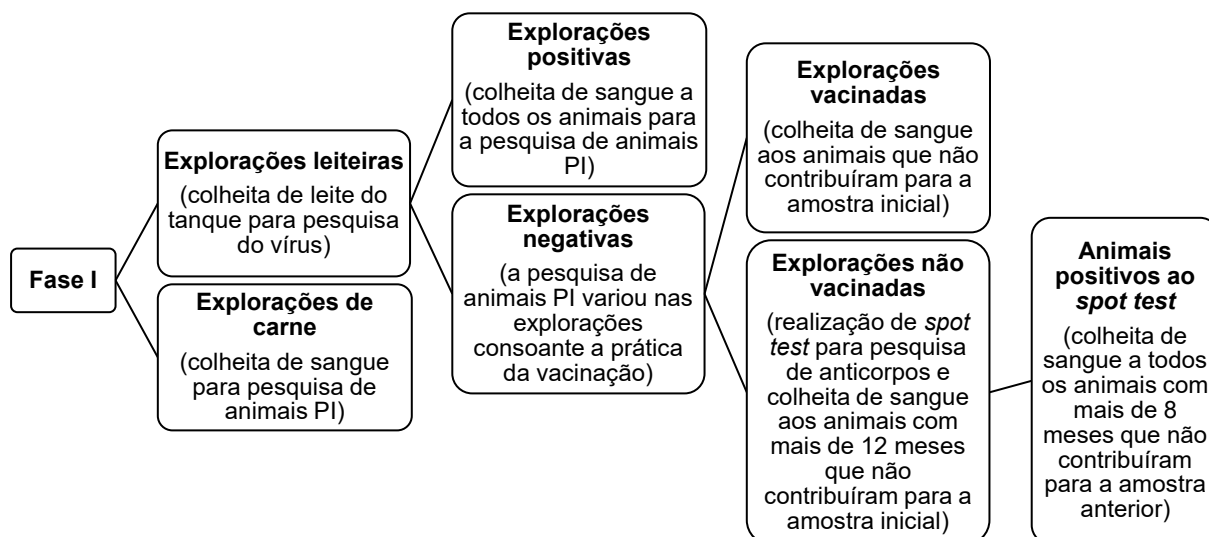 Fase I
Explorações leiteiras
(colheita de leite do
tanque para pesquisa
do vírus)
Explorações de
carne
(colheita de sangue
para pesquisa de
animais PI)
Explorações
positivas
(colheita de sangue a
todos os animais para
a pesquisa de animais
PI)
Explorações
negativas
(a pesquisa de
animais PI variou nas
explorações
consoante a prática
da vacinação)
Explorações
vacinadas
(colheita de sangue
aos animais que não
contribuíram para a
amostra inicial)
Explorações não
vacinadas
(realização de spot
test para pesquisa
de anticorpos e
colheita de sangue
aos animais com
mais de 12 meses
que não
contribuíram para a
amostra inicial)
Animais
positivos ao
spot test
(colheita de
sangue a todos
os animais com
mais de 8
meses que não
contribuíram
para a amostra
anterior)